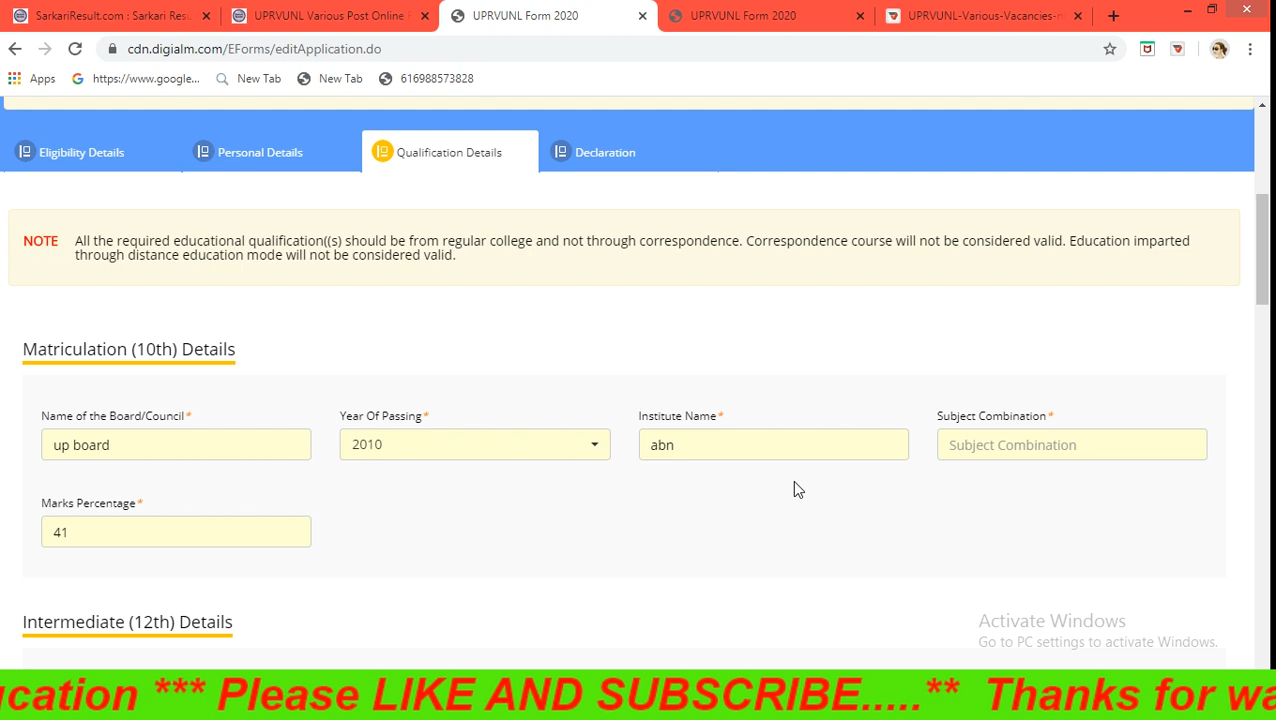 SarkariResult.com : Sarkari Resu
UPRVUNL Various Post Online F
UPRVUNL Form 2020
UPRVUNL Form 2020
UPRVUNL-Various-Vacancies-n
cdn.digialm.com/EForms/editApplication.do
Apps
https://www.google...
New Tab
New Tab
616988573828
Eligibility Details
Personal Details
Qualification Details
Declaration
NOTE All the required educational qualification((s) should be from regular college and not through correspondence. Correspondence course will not be considered valid. Education imparted
through distance education mode will not be considered valid.
Matriculation (10th) Details
Name of the Board/Council*
Year Of Passing*
Institute Name*
Subject Combination*
up board
2010
abn
Subject Combination
Marks Percentage*
41
Intermediate (12th) Details
Activate Windows
Go to PC settings to activate Windows.
ucation *** Please LIKE AND SUBSCRIBE.....** Thanks for wa